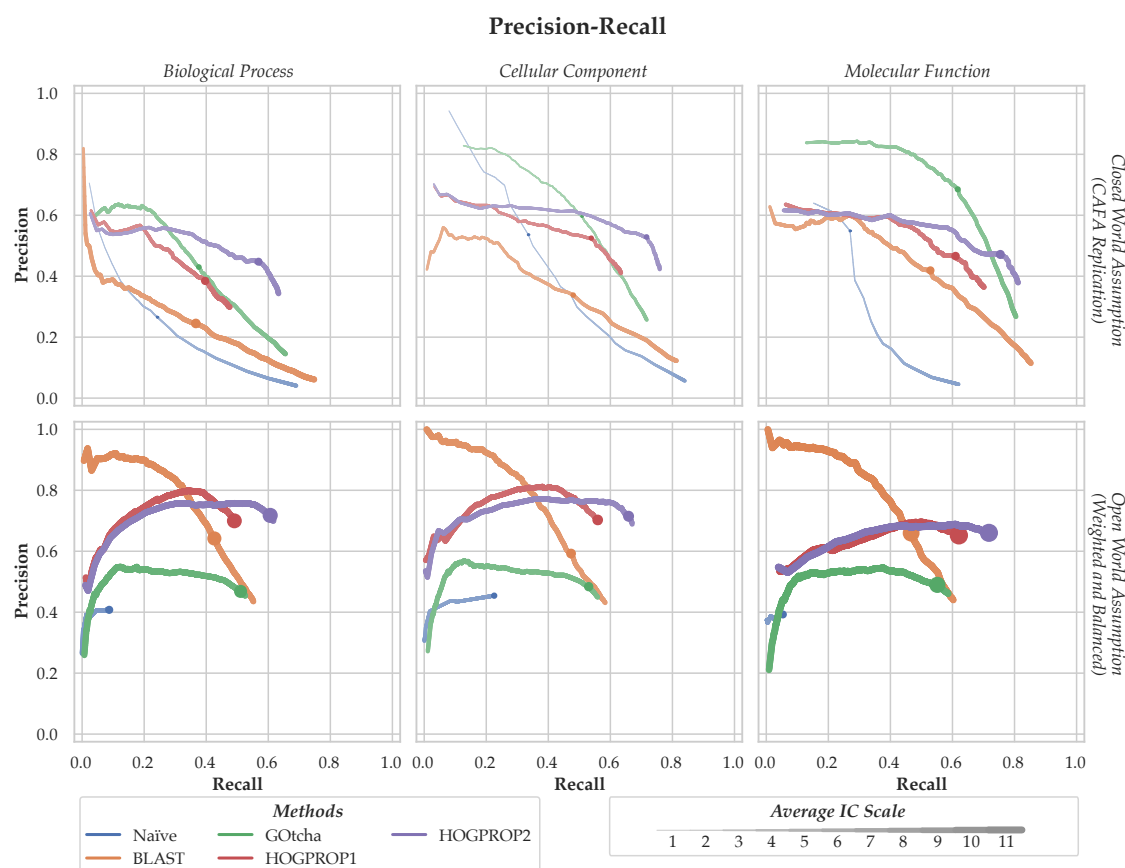 Precision-Recall
Biological Process
Cellular Component
Molecular Function
Precision
1.0
0.8
0.6
0.4
0.2
0.0
Closed World Assumption
(CAFA Replication)
Precision
1.0
0.8
0.6
0.4
0.2
0.0
Open World Assumption
(Weighted and Balanced)
0.0 0.2 0.4 0.6 0.8 1.0
0.0 0.2 0.4 0.6 0.8 1.0
0.0 0.2 0.4 0.6 0.8 1.0
Recall
Recall
Recall
Methods
Naïve
GOtcha
HOGPROP2
BLAST
HOGPROP1
Average IC Scale
1 2 3 4 5 6 7 8 9 10 11